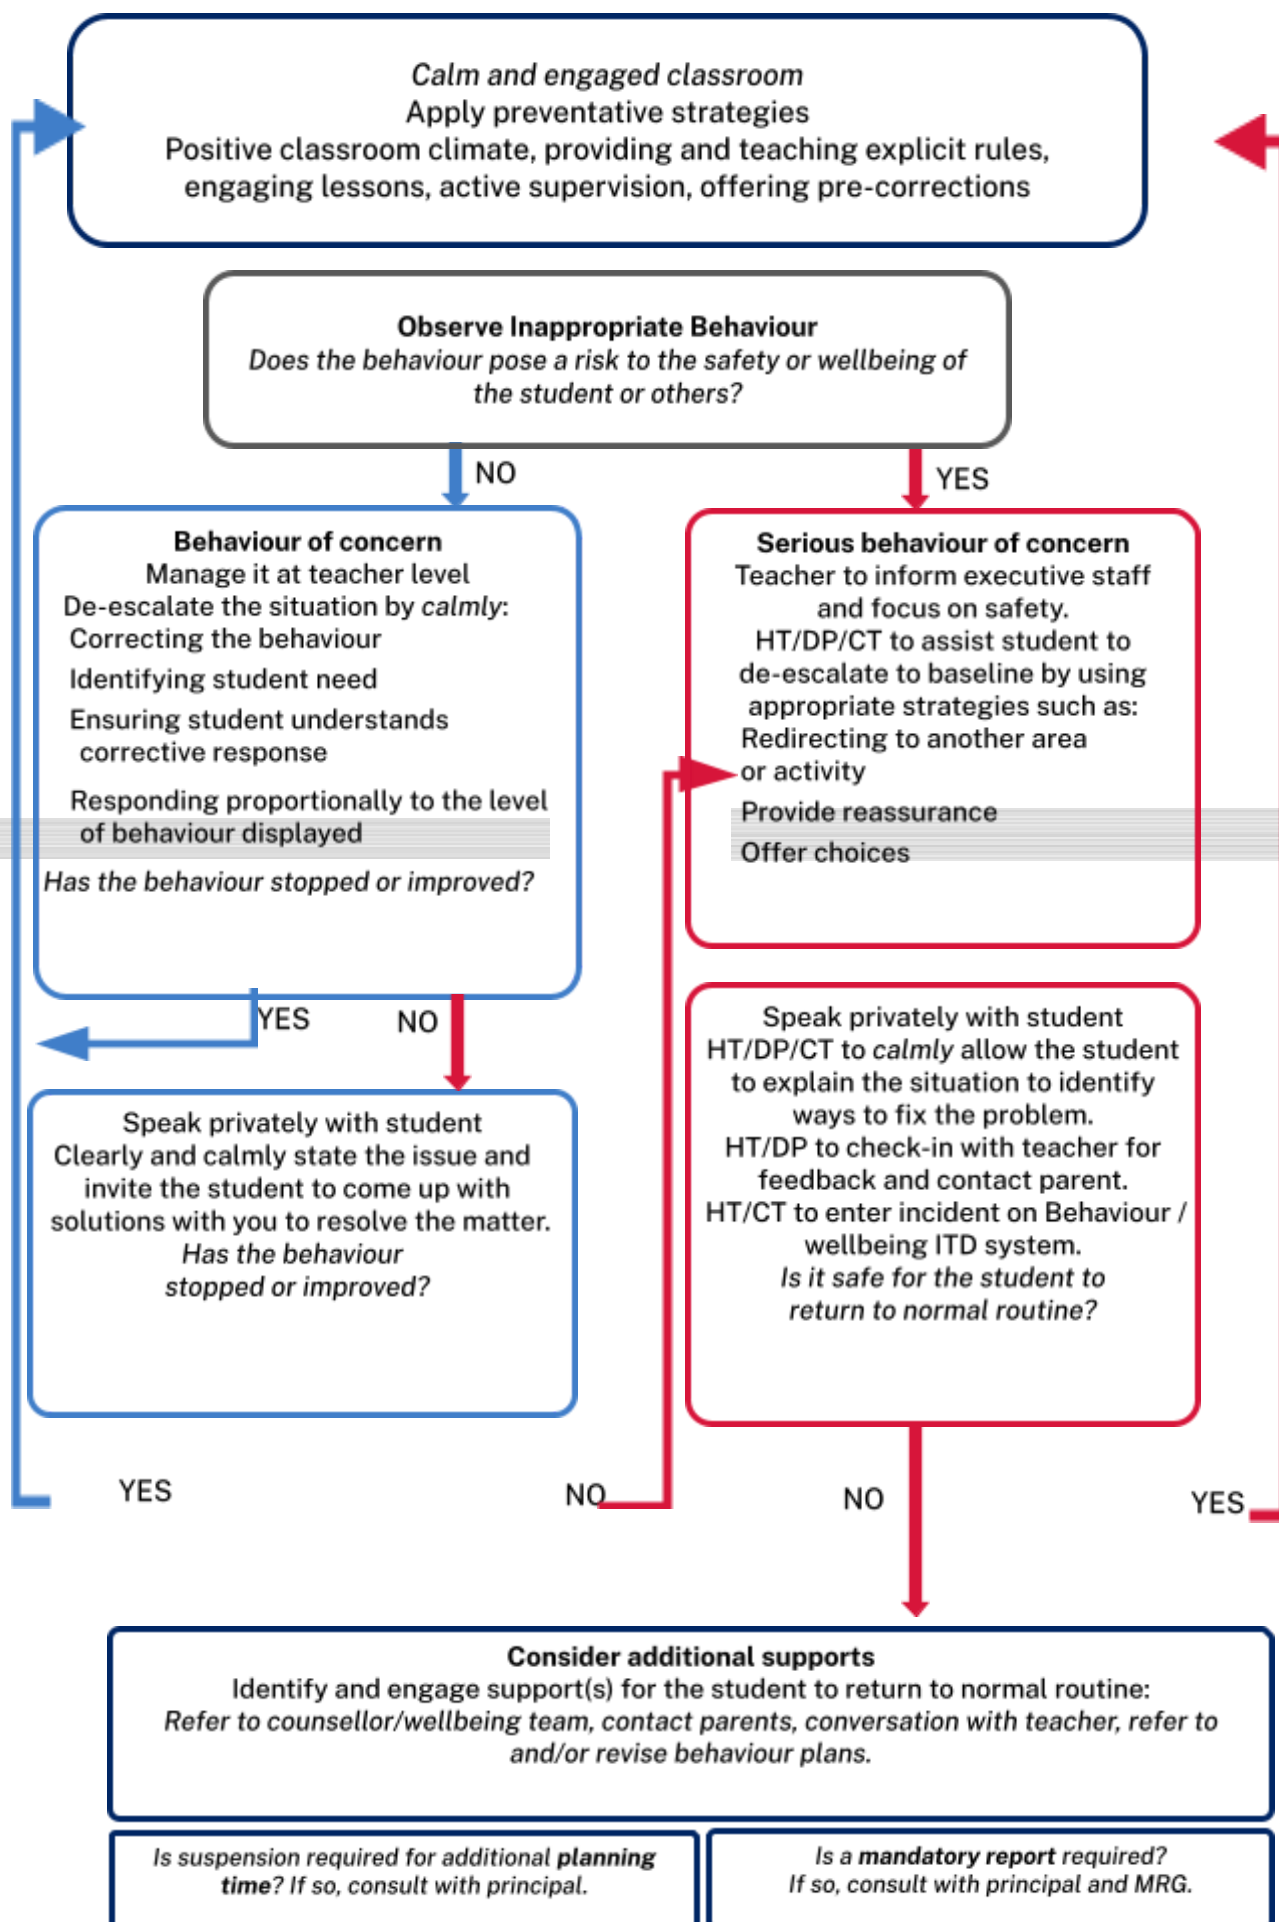 Calm and engaged classroom
Apply preventative strategies
Positive classroom climate, providing and teaching explicit rules,
engaging lessons, active supervision, offering pre-corrections
Observe Inappropriate Behaviour
Does the behaviour pose a risk to the safety or wellbeing of
the student or others?
NO
YES
Behaviour of concern
Manage it at teacher level
De-escalate the situation by calmly:
Correcting the behaviour
Identifying student need
Ensuring student understands
corrective response
Responding proportionally to the level
of behaviour displayed
Has the behaviour stopped or improved?
Serious behaviour of concern
Teacher to inform executive staff
and focus on safety.
HT/DP/CT to assist student to
de-escalate to baseline by using
appropriate strategies such as:
Redirecting to another area
or activity
Provide reassurance
Offer choices
YES
NO
Speak privately with student
Clearly and calmly state the issue and
invite the student to come up with
solutions with you to resolve the matter.
Has the behaviour
stopped or improved?
Speak privately with student
HT/DP/CT to calmly allow the student
to explain the situation to identify
ways to fix the problem.
HT/DP to check-in with teacher for
feedback and contact parent.
HT/CT to enter incident on Behaviour /
wellbeing ITD system.
Is it safe for the student to
return to normal routine?
YES
NO
NO
YES
Consider additional supports
Identify and engage support(s) for the student to return to normal routine:
Refer to counsellor/wellbeing team, contact parents, conversation with teacher, refer to
and/or revise behaviour plans.
Is suspension required for additional planning
time? If so, consult with principal.
Is a mandatory report required?
If so, consult with principal and MRG.